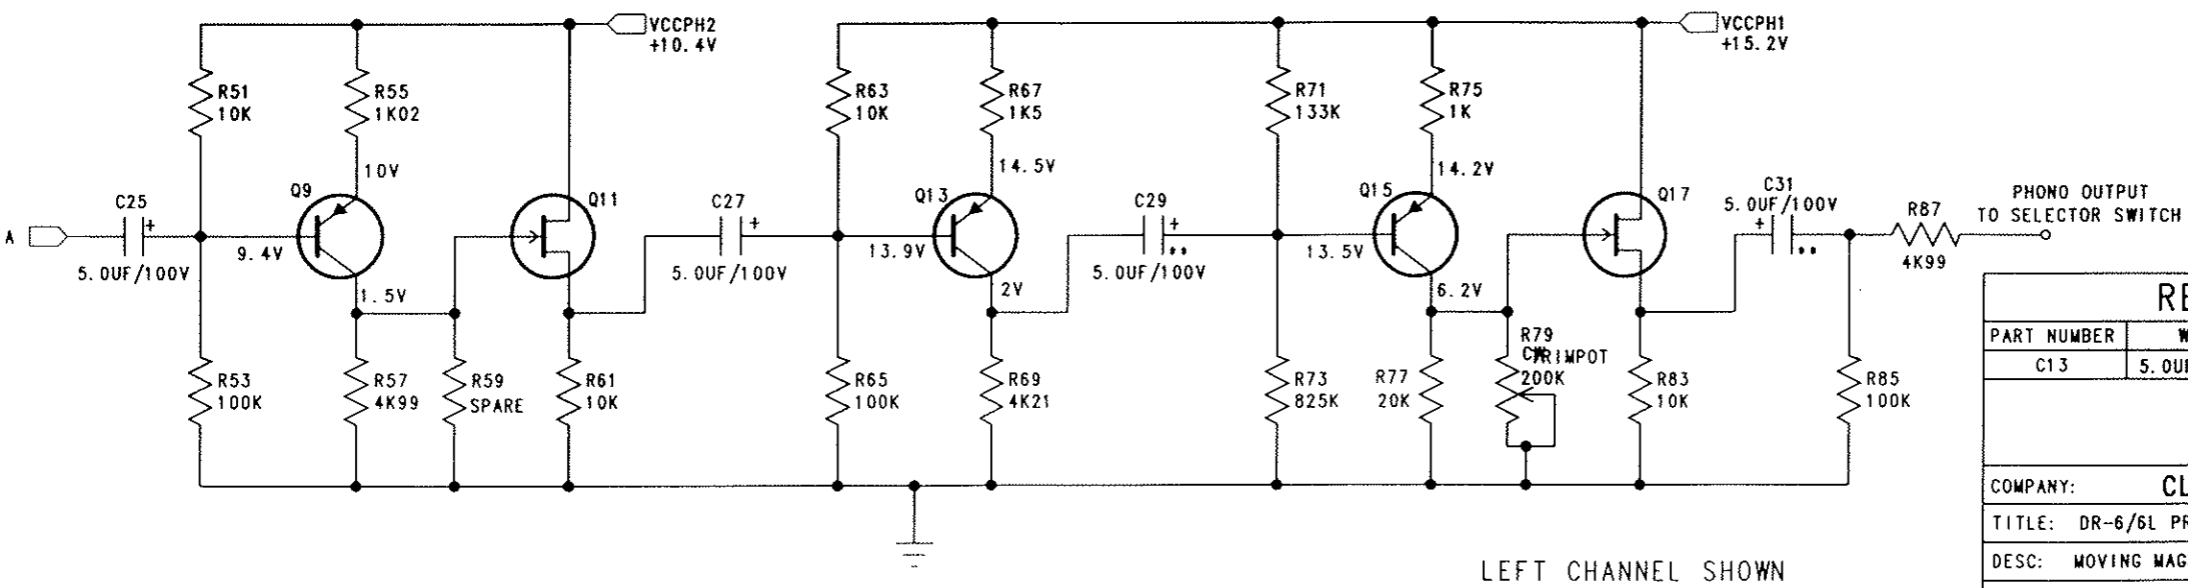 VCCPH2
+10.4V
VCCPH1
+15.2V
R51
10K
R55
1K02
R63
10K
R67
1K5
R71
133K
R75
1K
10V
14.5V
14.2V
Q9
Q11
Q13
Q15
Q17
A
C25
+
5.0UF/100V
9.4V
C27
+
5.0UF/100V
13.9V
C29
+
**
5.0UF/100V
13.5V
C31
5.0UF/100V
+
**
R87
4K99
PHONO OUTPUT
TO SELECTOR SWITCH
1.5V
2V
6.2V
R53
100K
R57
4K99
R59
SPARE
R61
10K
R65
100K
R69
4K21
R73
825K
R77
20K
R79
CW
TRIMPOT
200K
R83
10K
R85
100K
PART NUMBER
C13
COMPANY:
TITLE: DR-6/6L PR
DESC: MOVING MAG
LEFT CHANNEL SHOWN